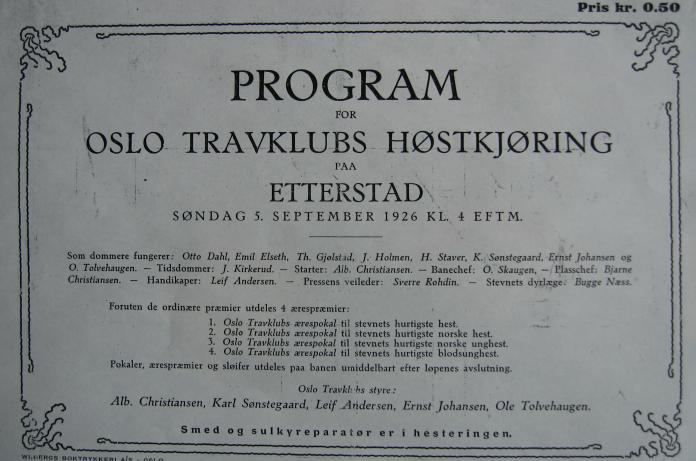 Pris kr. 0.50
PROGRAM
FOR
OSLO TRAVKLUBS HØSTKJØRING
PAA
ETTERSTAD
SØNDAG 5. SEPTEMBER 1926 KL. 4 EFTM.
Som dommere fungerer: Otto Dahl, Emil Elseth, Th. Gjølstad, J. Holmen, H. Staver, K. Sønstegaard, Ernst Johansen og
O. Tolvehaugen. — Tidsdommer: J. Kirkerud. — Starter: Alb. Christiansen. — Banechef: O. Skaugen, — Plasschef: Bjarne
Christiansen. — Handikaper: Leif Andersen. — Pressens veileder: Sverre Rohdin. — Stevnets dyrlæge: Bugge Næss.
Foruten de ordinære præmier utdeles 4 ærespræmier:
1. Oslo Travklubs ærespokal til stevnets hurtigste hest.
2. Oslo Travklubs ærespokal til stevnets hurtigste norske hest.
3. Oslo Travklubs ærespokal til stevnets hurtigste norske unghest.
4. Oslo Travklubs ærespokal til stevnets hurtigste blodsunghest.
Pokaler, ærespræmier og sløifer utdeles paa banen umiddelbart efter løpenes avslutning.
Oslo Travklubs styre:
Alb. Christiansen, Karl Sønstegaard, Leif Andersen, Ernst Johansen, Ole Tolvehaugen.
Smed og sulkyreparatør er i hesteringen.
BOKTRYKKERI A/S - OSLO